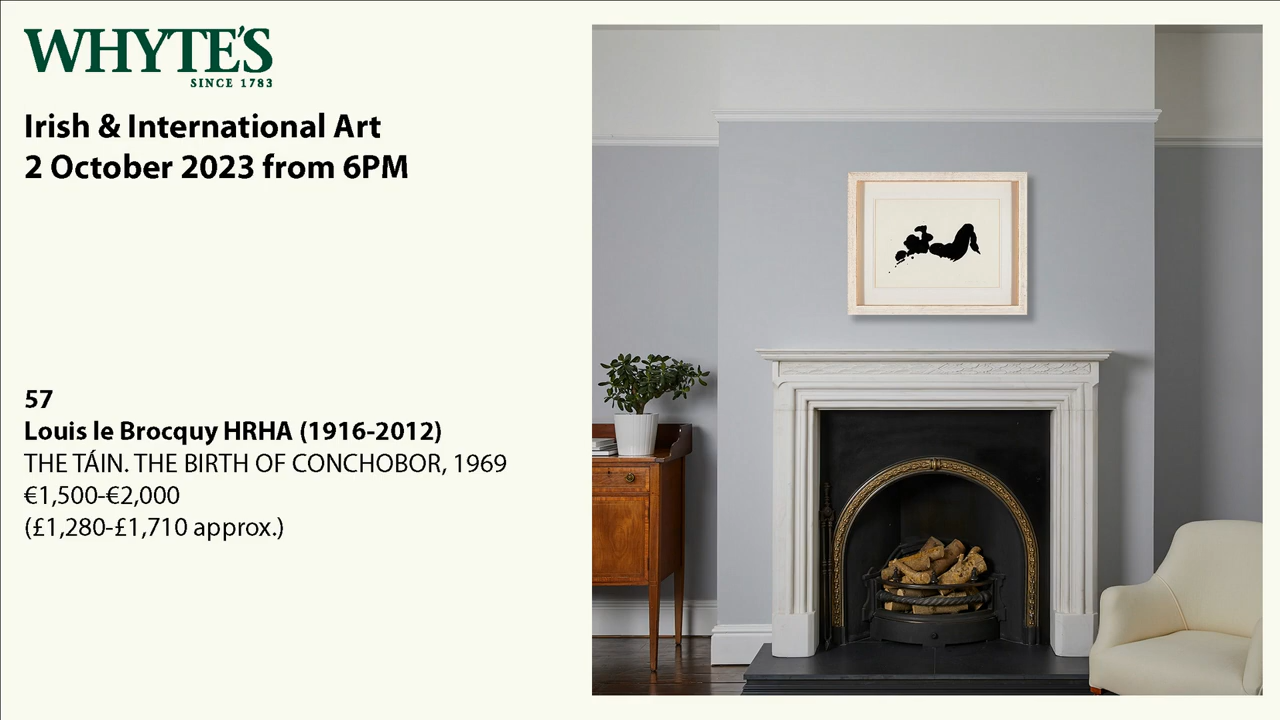 WHYTE'S
SINCE 1783
Irish & International Art
2 October 2023 from 6PM
57
Louis le Brocquy HRHA (1916-2012)
THE TÁIN. THE BIRTH OF CONCHOBOR, 1969
€1,500-€2,000
(£1,280-£1,710 approx.)